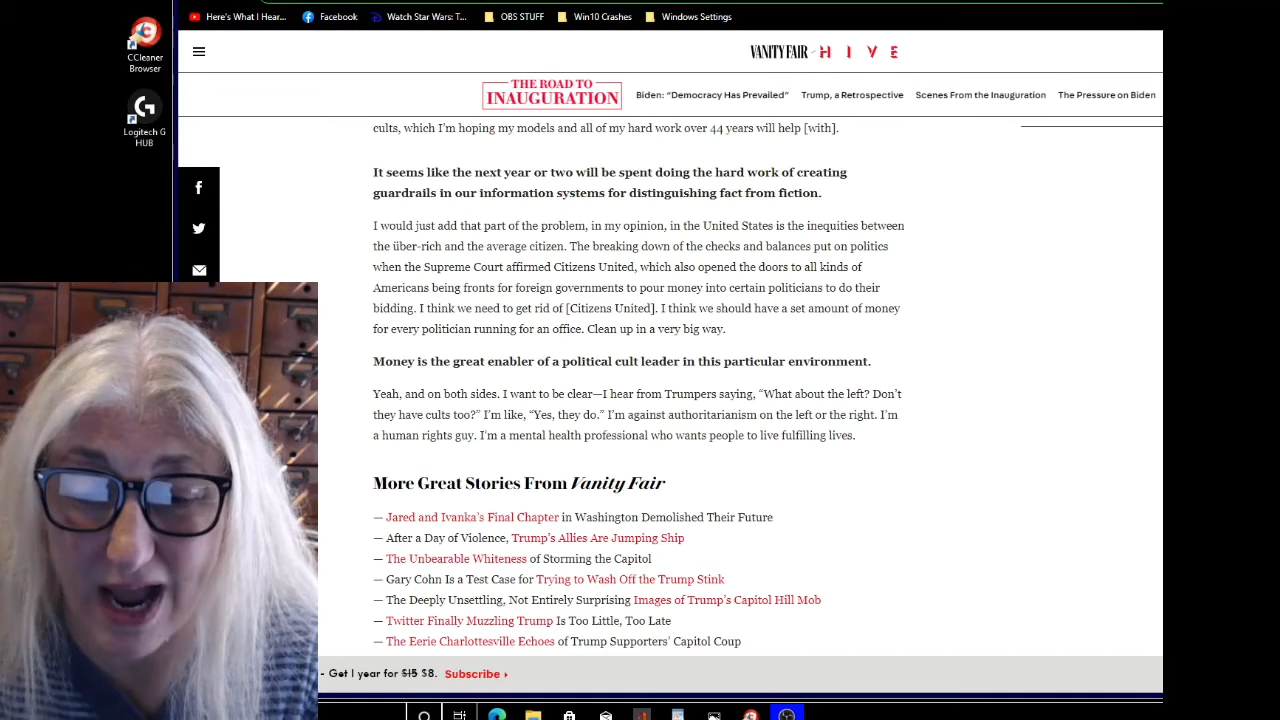 Here's What I Hear...
Facebook
Watch Star Wars: T...
OBS STUFF
Win10 Crashes
Windows Settings
CCleaner
Browser
VANITY FAIR HIVE
THE ROAD TO
INAUGURATION
Biden: “Democracy Has Prevailed”
Trump, a Retrospective
Scenes From the Inauguration
The Pressure on Biden
Logitech G
HUB
cults, which I’m hoping my models and all of my hard work over 44 years will help [with].
It seems like the next year or two will be spent doing the hard work of creating
guardrails in our information systems for distinguishing fact from fiction.
I would just add that part of the problem, in my opinion, in the United States is the inequities between
the über-rich and the average citizen. The breaking down of the checks and balances put on politics
when the Supreme Court affirmed Citizens United, which also opened the doors to all kinds of
Americans being fronts for foreign governments to pour money into certain politicians to do their
bidding. I think we need to get rid of [Citizens United]. I think we should have a set amount of money
for every politician running for an office. Clean up in a very big way.
Money is the great enabler of a political cult leader in this particular environment.
Yeah, and on both sides. I want to be clear—I hear from Trumpers saying, “What about the left? Don’t
they have cults too?” I’m like, “Yes, they do.” I’m against authoritarianism on the left or the right. I’m
a human rights guy. I’m a mental health professional who wants people to live fulfilling lives.
More Great Stories From Vanity Fair
— Jared and Ivanka’s Final Chapter in Washington Demolished Their Future
— After a Day of Violence, Trump’s Allies Are Jumping Ship
— The Unbearable Whiteness of Storming the Capitol
— Gary Cohn Is a Test Case for Trying to Wash Off the Trump Stink
— The Deeply Unsettling, Not Entirely Surprising Images of Trump’s Capitol Hill Mob
— Twitter Finally Muzzling Trump Is Too Little, Too Late
— The Eerie Charlottesville Echoes of Trump Supporters’ Capitol Coup
- Get 1 year for $15 $8. Subscribe ›